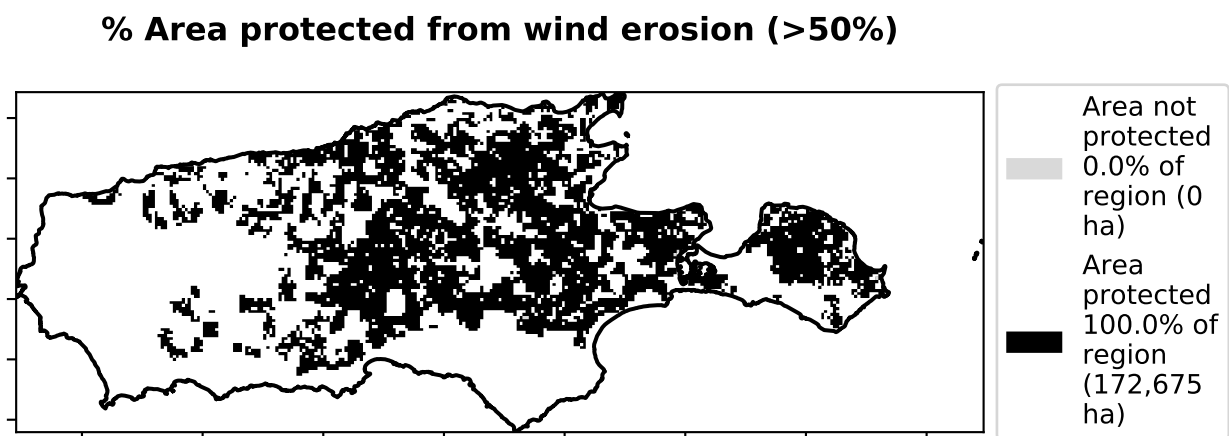 % Area protected from wind erosion (>50%)
Area not
protected
0.0% of
region (0
ha)
Area
protected
100.0% of
region
(172,675
ha)